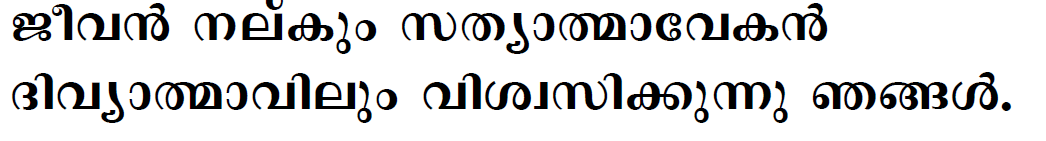 ജീവൻ നല്കും സത്യാത്മാവേകൻ
ദിവ്യാത്മാവിലും വിശ്വസിക്കുന്നു ഞങ്ങൾ.